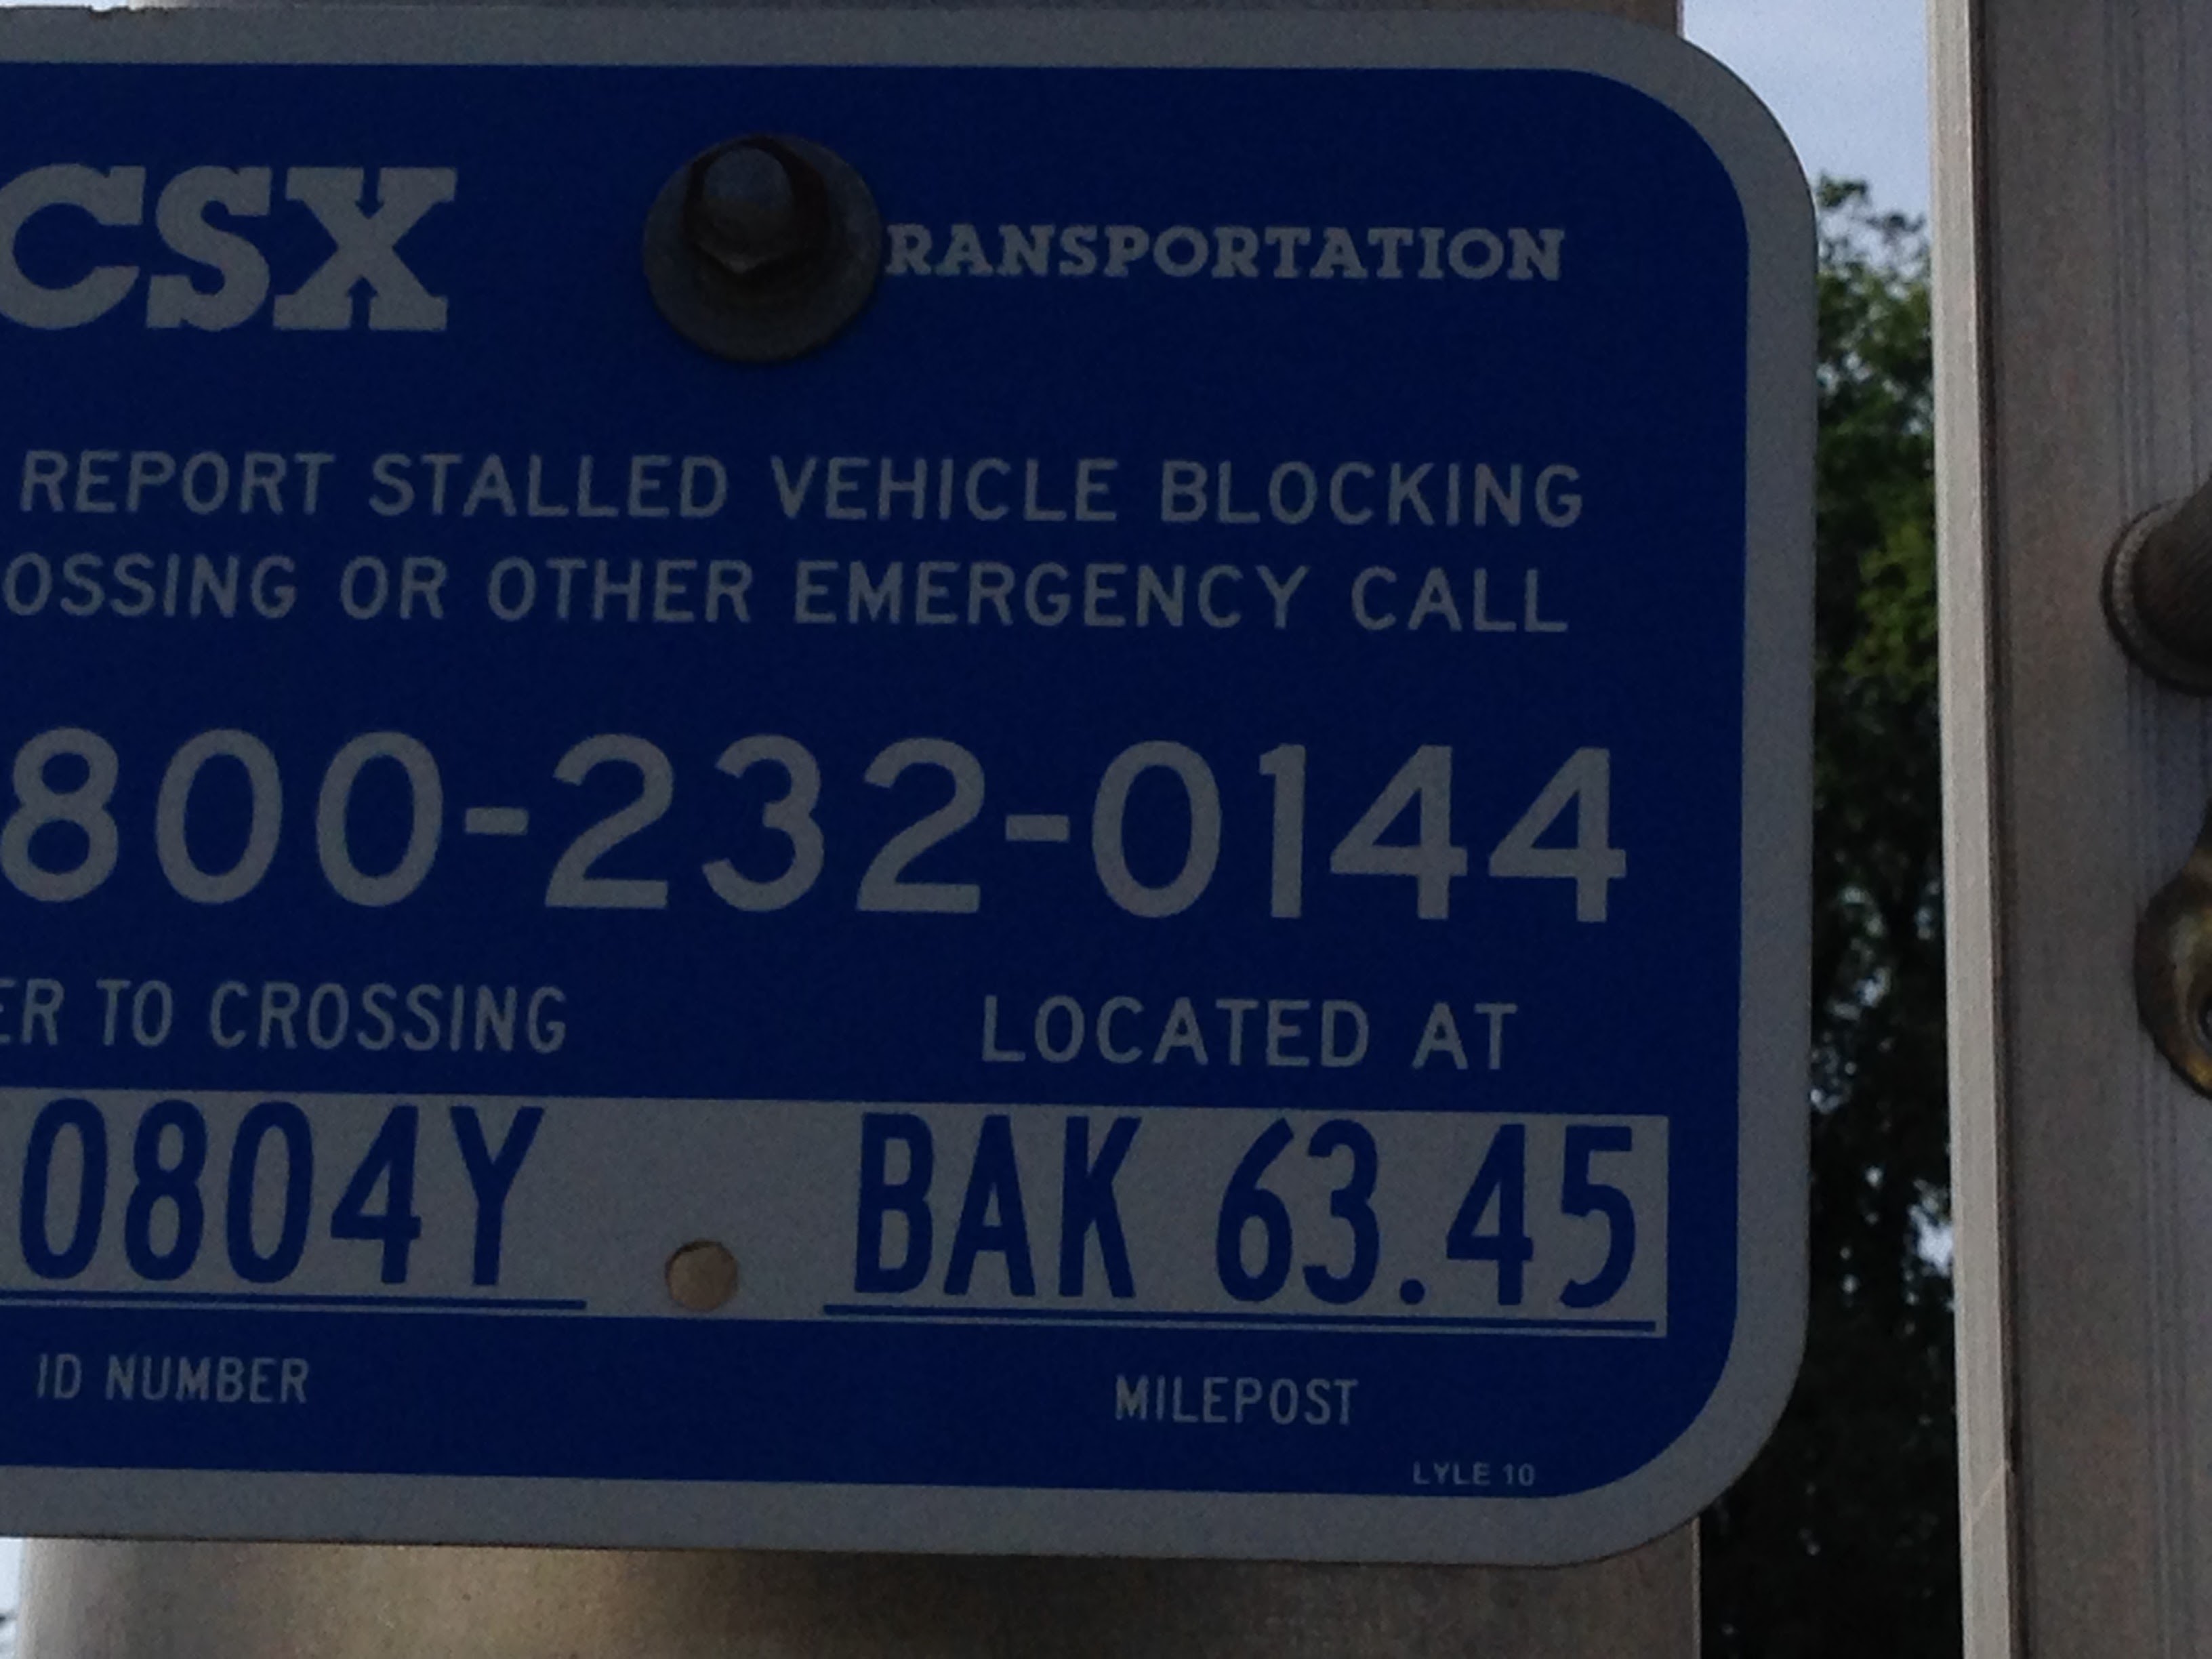 CSX RANSPORTATION
REPORT STALLED VEHICLE BLOCKING
OSSING OR OTHER EMERGENCY CALL
800-232-0144
ER TO CROSSING LOCATED AT
0804Y BAK 63.45
ID NUMBER MILEPOST
LYLE 10